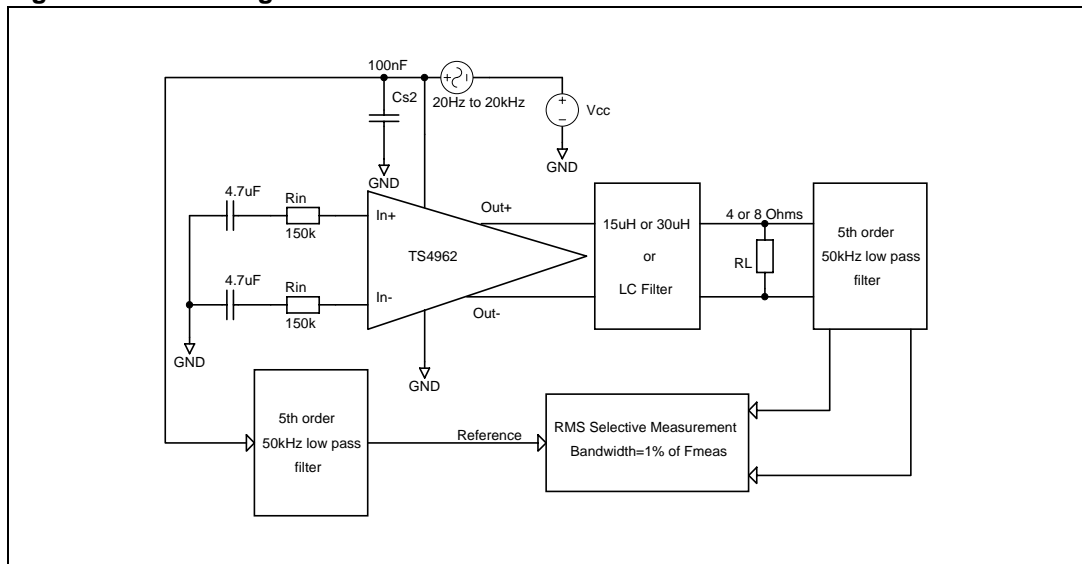 100nF
Cs2
20Hz to 20kHz
+
−
Vcc
GND
GND
4.7uF
Rin
150k
In+
Out+
15uH or 30uH
or
LC Filter
4 or 8 Ohms
RL
5th order
50kHz low pass
filter
TS4962
4.7uF
Rin
150k
In-
Out-
GND
GND
5th order
50kHz low pass
filter
Reference
RMS Selective Measurement
Bandwidth=1% of Fmeas